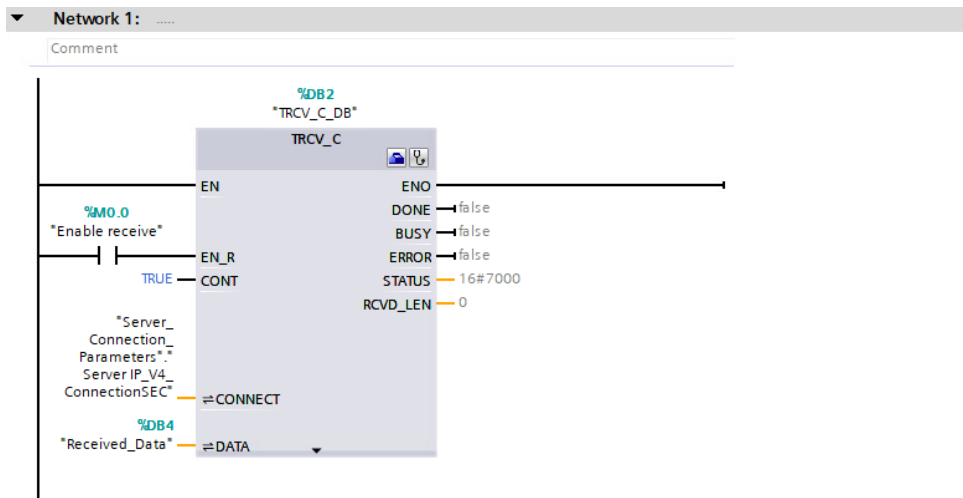 Network 1: .....
Comment
%DB2
"TRCV_C_DB"
TRCV_C
EN ENO
%M0.0
"Enable receive"
DONE false
BUSY false
EN_R ERROR false
TRUE CONT STATUS 16#7000
RCVD_LEN 0
"Server_
Connection_
Parameters"."
Server IP_V4_
ConnectionSEC" CONNECT
%DB4
"Received_Data" DATA